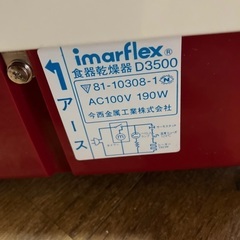 imarflex®
食器乾燥器 D3500
▽81-10308-1
AC100V 190W
今西金属工業株式会社
アース